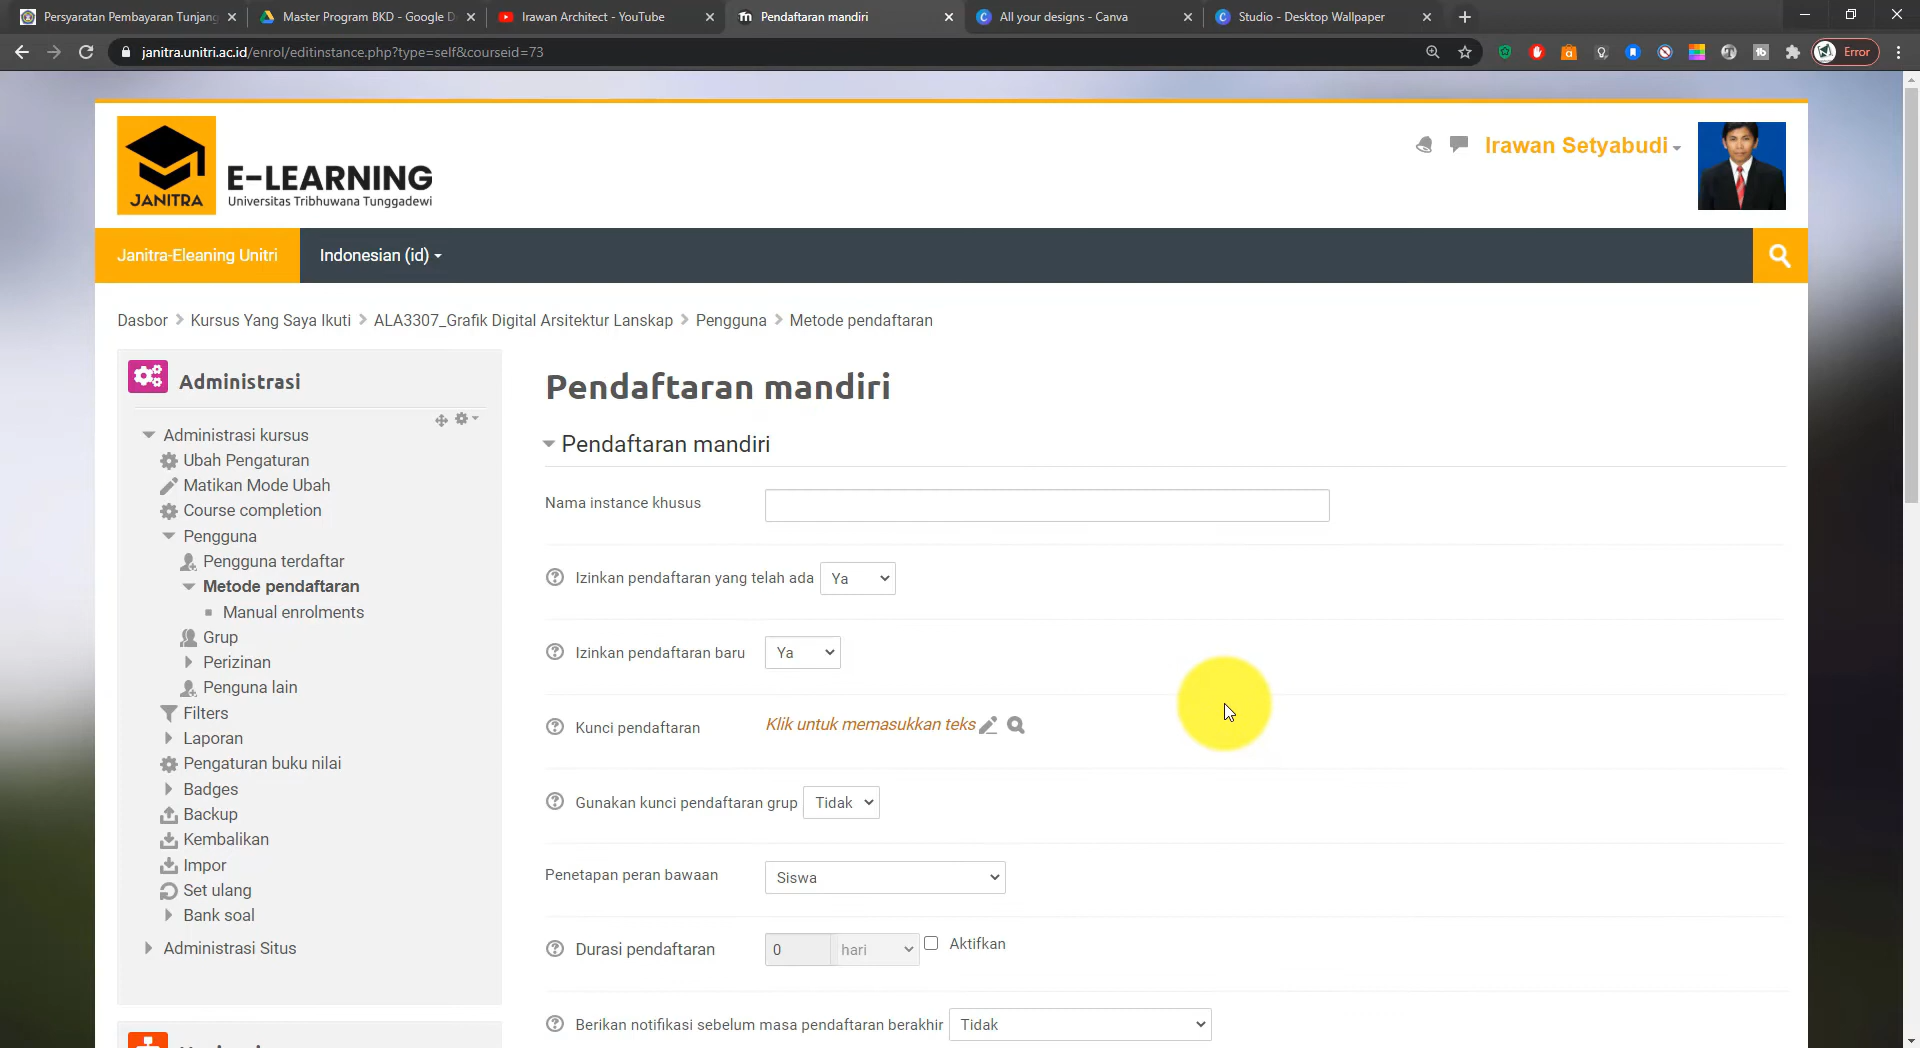 Persyaratan Pembayaran Tunjang
Master Program BKD - Google D
Irawan Architect - YouTube
Pendaftaran mandiri
All your designs - Canva
Studio - Desktop Wallpaper
janitra.unitri.ac.id/enrol/editinstance.php?type=self&courseid=73
Error
JANITRA
E-LEARNING
Universitas Tribhuwana Tunggadewi
Irawan Setyabudi
Janitra-Eleaning Unitri
Indonesian (id)
Dasbor > Kursus Yang Saya Ikuti > ALA3307_Grafik Digital Arsitektur Lanskap > Pengguna > Metode pendaftaran
Administrasi
Administrasi kursus
Ubah Pengaturan
Matikan Mode Ubah
Course completion
Pengguna
Pengguna terdaftar
Metode pendaftaran
Manual enrolments
Grup
Perizinan
Penguna lain
Filters
Laporan
Pengaturan buku nilai
Badges
Backup
Kembalikan
Impor
Set ulang
Bank soal
Administrasi Situs
Pendaftaran mandiri
Pendaftaran mandiri
Nama instance khusus
Izinkan pendaftaran yang telah ada Ya
Izinkan pendaftaran baru Ya
Kunci pendaftaran Klik untuk memasukkan teks
Gunakan kunci pendaftaran grup Tidak
Penetapan peran bawaan Siswa
Durasi pendaftaran 0 hari Aktifkan
Berikan notifikasi sebelum masa pendaftaran berakhir Tidak